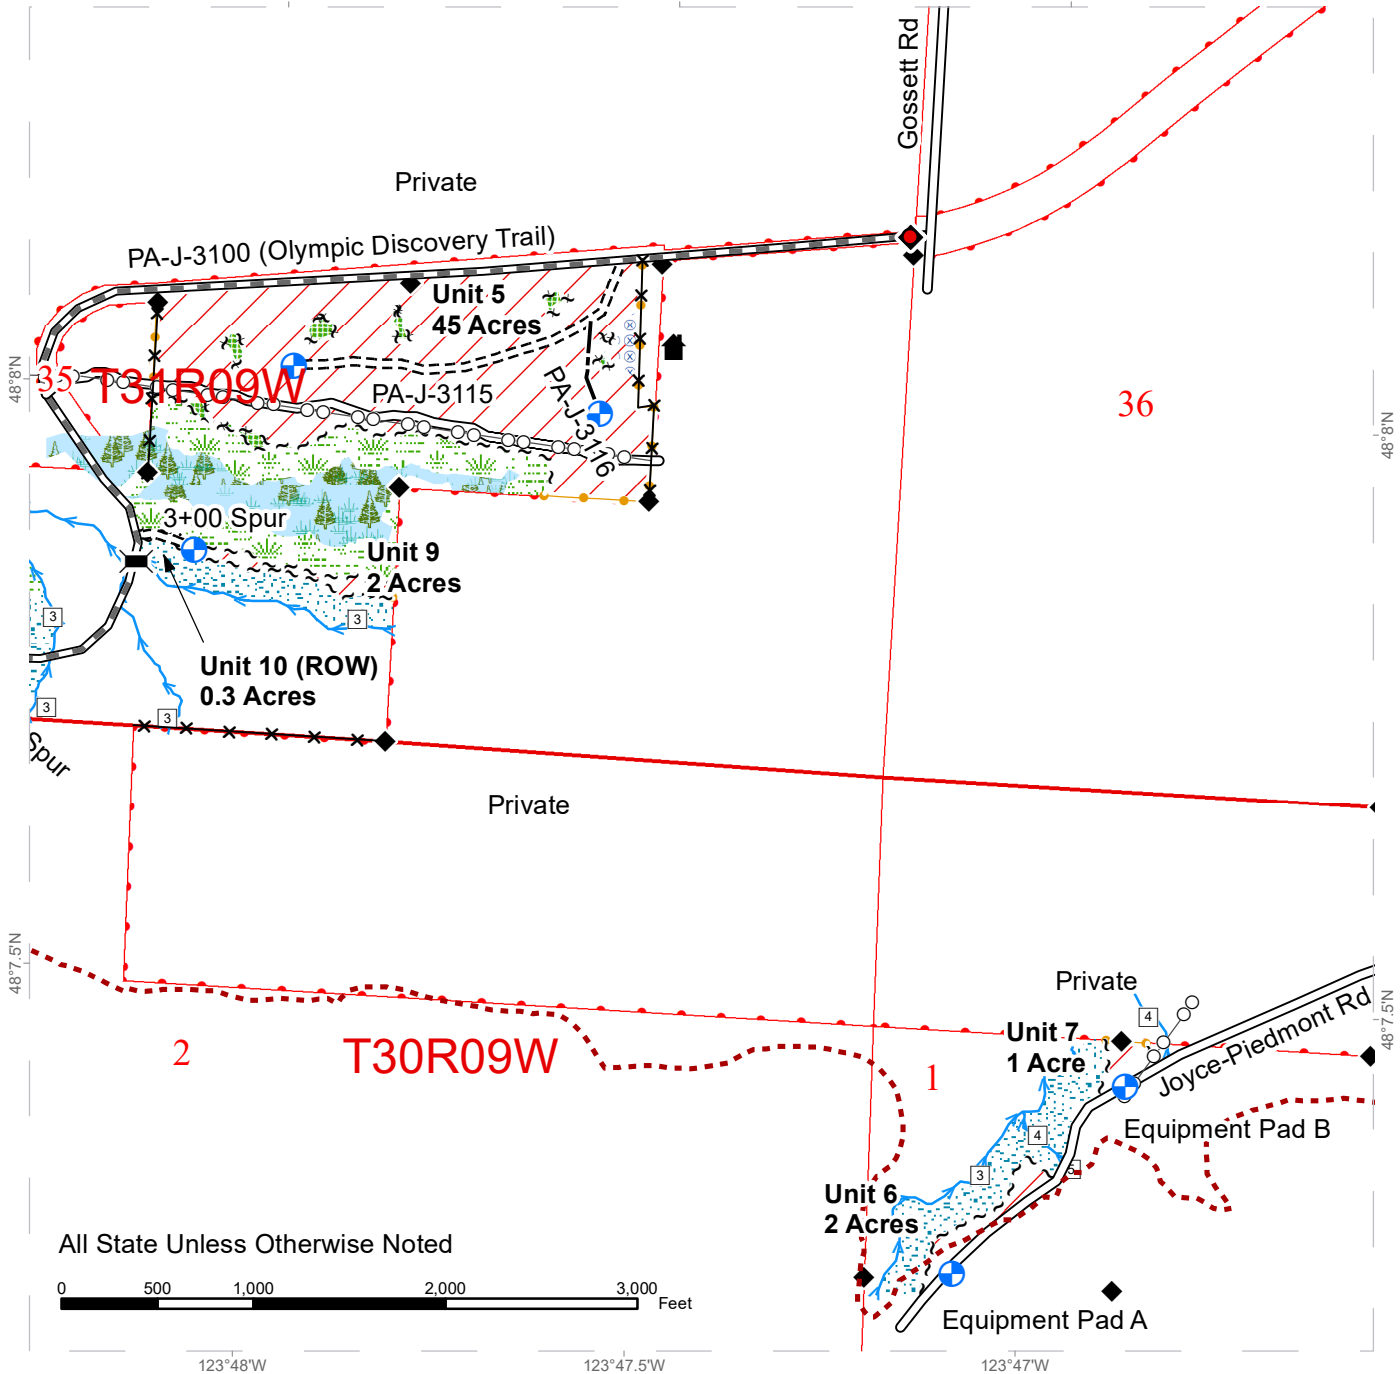 Gossett Rd
Private
PA-J-3100 (Olympic Discovery Trail)
Unit 5
45 Acres
48°8'N
35
T31R09W
PA-J-3115
PA-J-3116
36
48°8'N
3+00 Spur
Unit 9
2 Acres
3
3
Unit 10 (ROW)
0.3 Acres
3
3
Spur
Private
48°7.5'N
Private
4
48°7.5'N
Joyce-Piedmont Rd
Unit 7
1 Acre
2
T30R09W
1
Equipment Pad B
4
3
5
Unit 6
2 Acres
All State Unless Otherwise Noted
0 500 1,000 2,000 3,000
Feet
Equipment Pad A
123°48'W
123°47.5'W
123°47'W